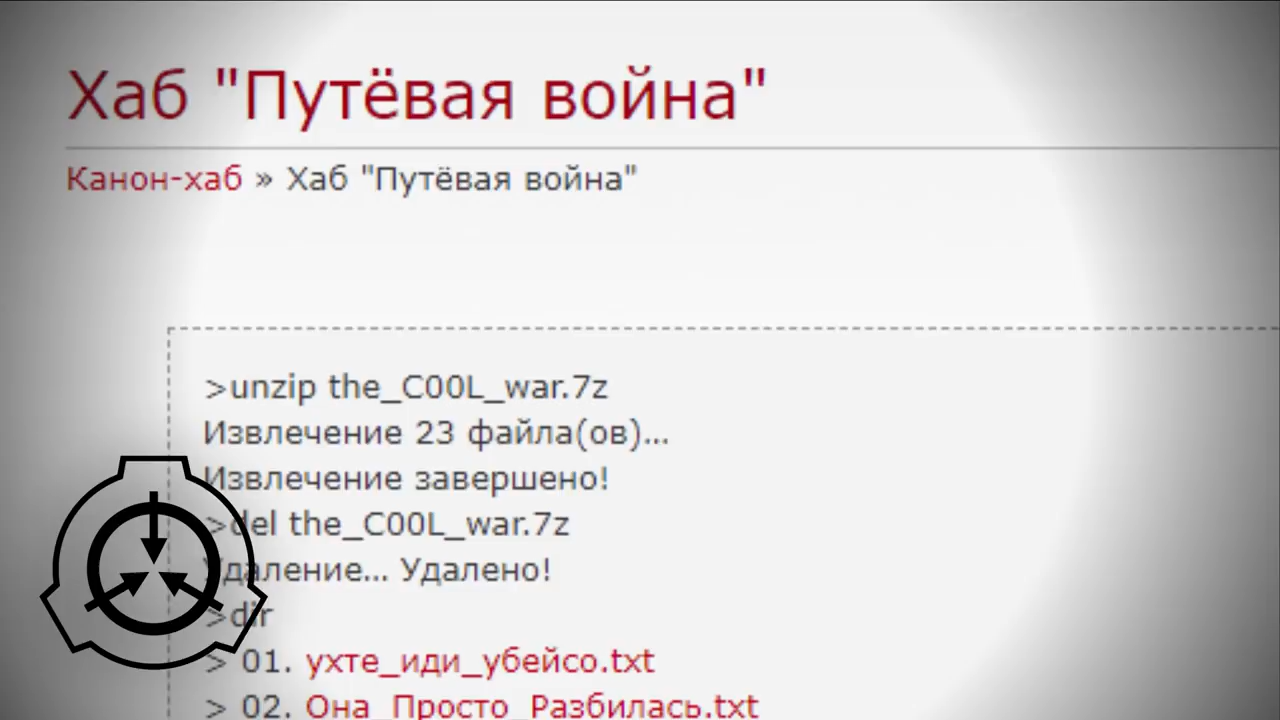 Хаб "Путёвая война"
Канон-хаб » Хаб "Путёвая война"
>unzip the_C00L_war.7z
Извлечение 23 файла(ов)...
Извлечение завершено!
>del the_C00L_war.7z
Удаление... Удалено!
>dir
> 01. ухте_иди_убейсо.txt
> 02. Она_Просто_Разбилась.txt